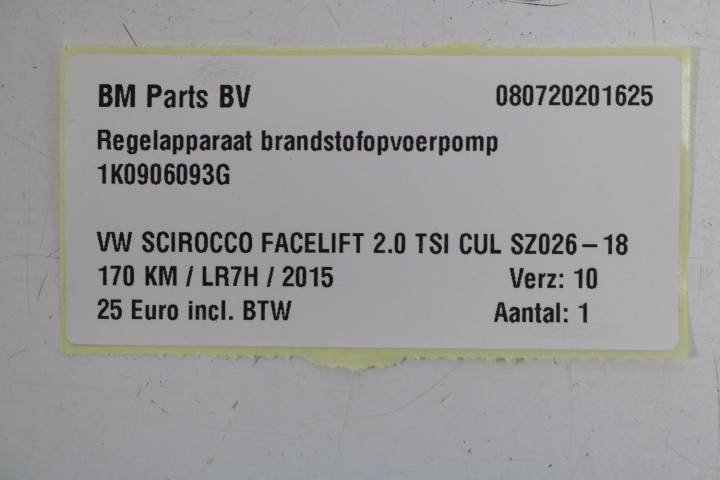 BM Parts BV 080720201625
Regelapparaat brandstofopvoerpomp
1K0906093G
VW SCIROCCO FACELIFT 2.0 TSI CUL SZ026-18
170 KM / LR7H / 2015 Verz: 10
25 Euro incl. BTW Aantal: 1